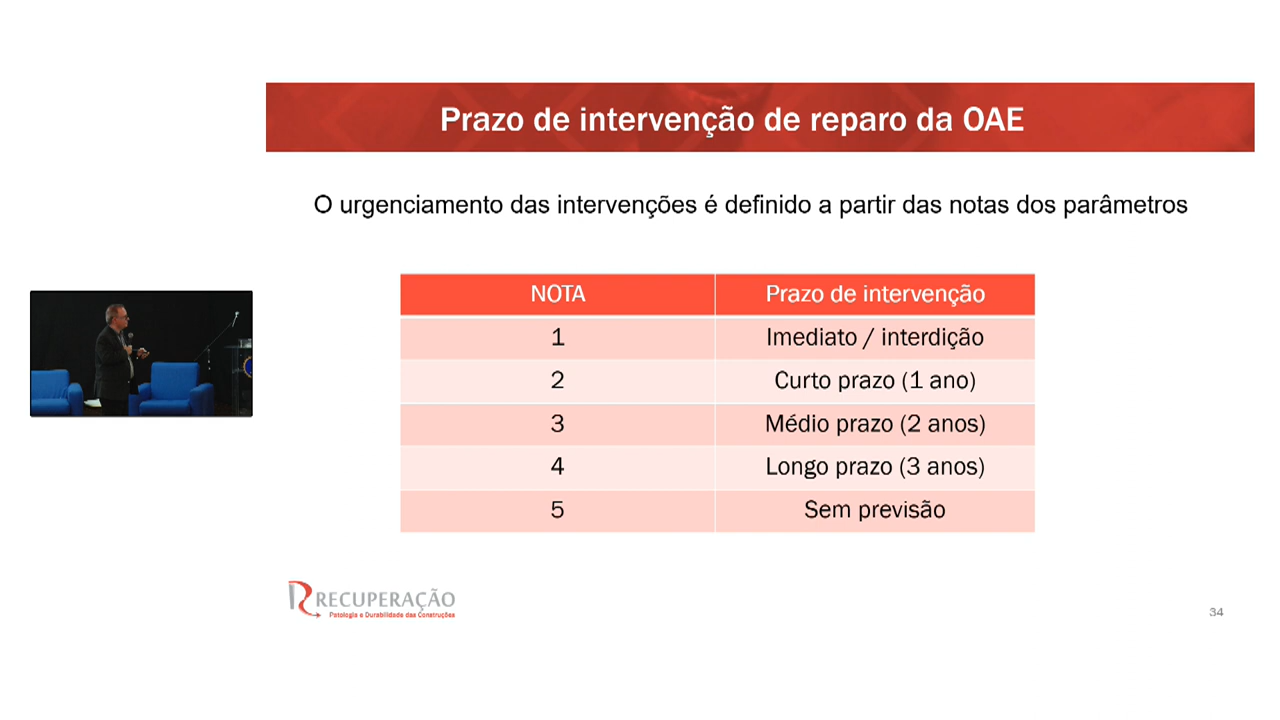 Prazo de intervenção de reparo da OAE
O urgenciamento das intervenções é definido a partir das notas dos parâmetros
NOTA Prazo de intervenção
1 Imediato / interdição
2 Curto prazo (1 ano)
3 Médio prazo (2 anos)
4 Longo prazo (3 anos)
5 Sem previsão
RECUPERAÇÃO
Patologia e Durabilidade das Construções
34